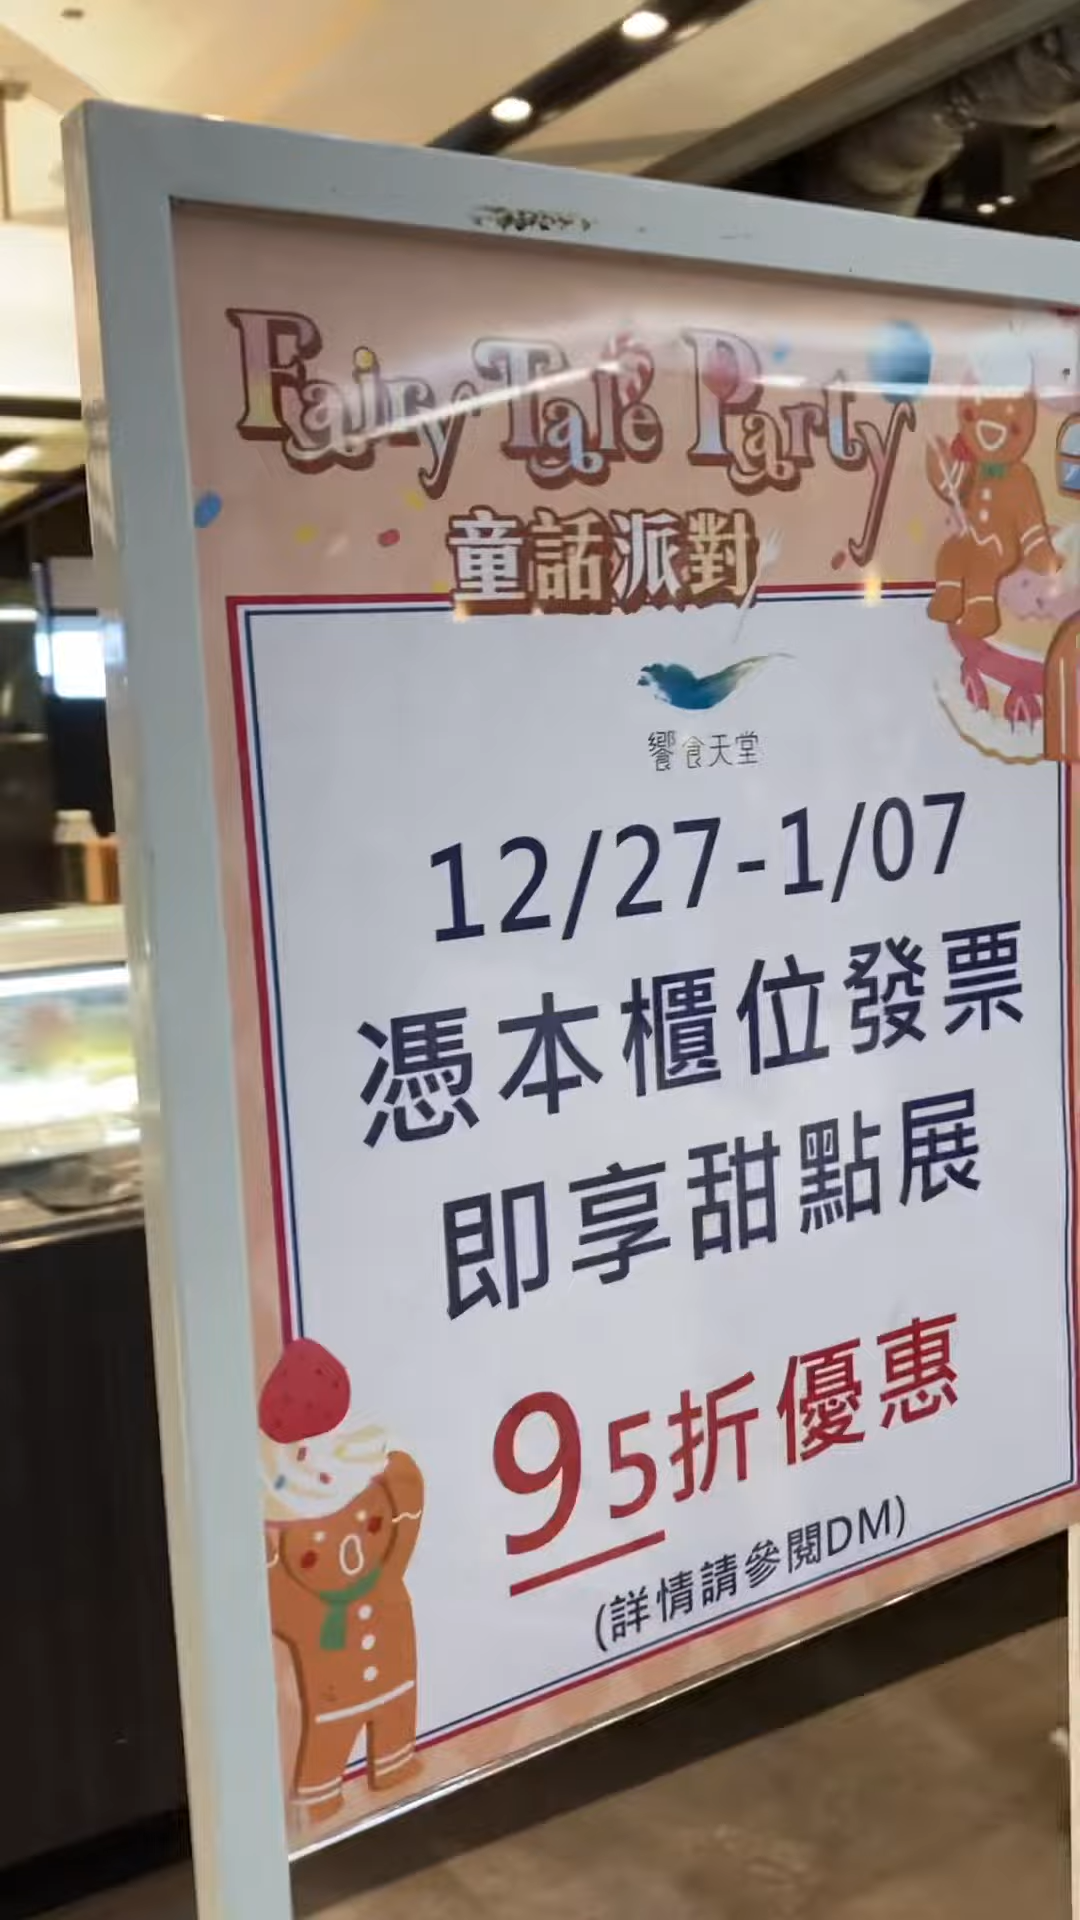 Fairy Tale Party
童話派對
饗食天堂
12/27-1/07
憑本櫃位發票
即享甜點展
95折優惠
(詳情請參閱DM)